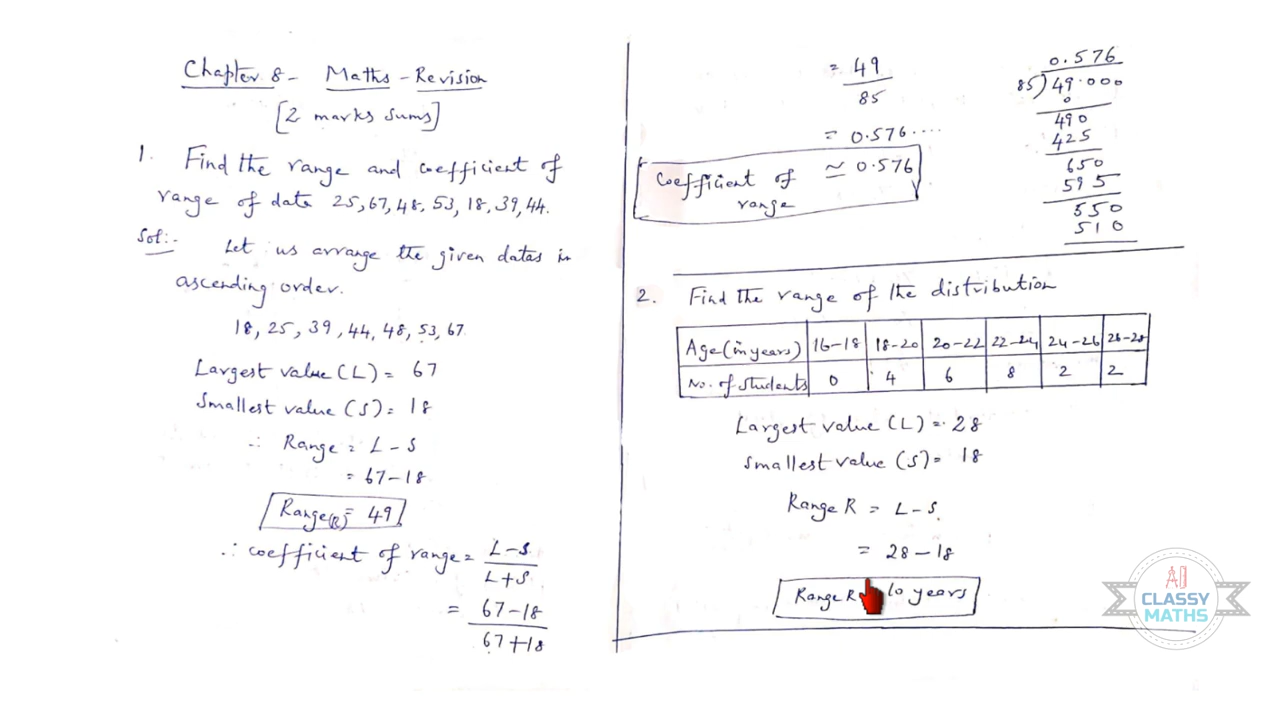 Chapter 8 - Maths - Revision
[2 marks sums]
1. Find the range and coefficient of
range of data 25,67,48,53,18,39,44.
Sol:-
Let us arrange the given datas in
ascending order.
18, 25, 39, 44, 48, 53, 67
Largest value (L) = 67
Smallest value (S) = 18
∴ Range = L - S
= 67 - 18
Range(R) = 49
∴ coefficient of range = L - S
L + S
= 67 - 18
67 + 18
= 49
85
= 0.576....
≃ 0.576
Coefficient of
range
0.576
85) 49.000
0
490
425
650
595
550
510
2. Find the range of the distribution
Age (in years) 16-18 18-20 20-22 22-24 24-26 26-28
No. of students 0 4 6 8 2 2
Largest value (L) = 28
Smallest value (S) = 18
Range R = L - S.
= 28 - 18
Range R 10 years
CLASSY
MATHS